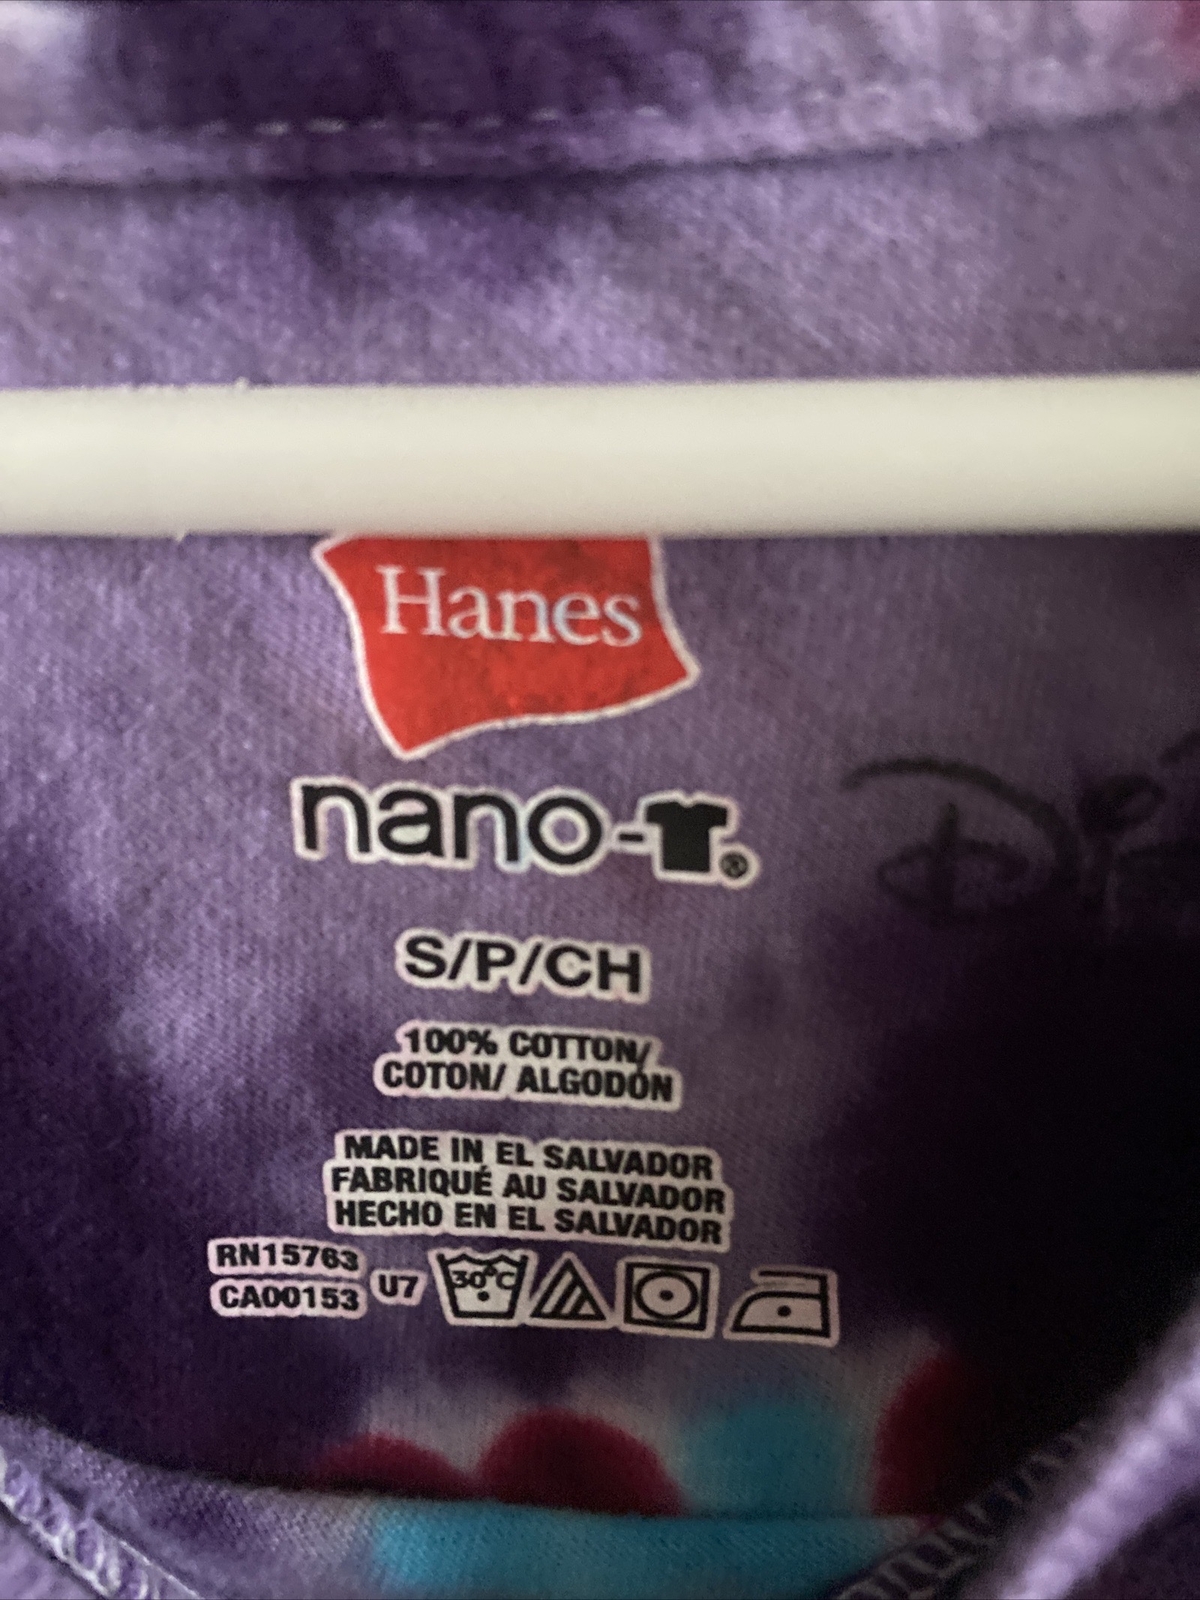 Hanes
nano-T®
S/P/CH
100% COTTON/
COTON/ ALGODÓN
MADE IN EL SALVADOR
FABRIQUÉ AU SALVADOR
HECHO EN EL SALVADOR
RN15763
CA00153
U7
30°C